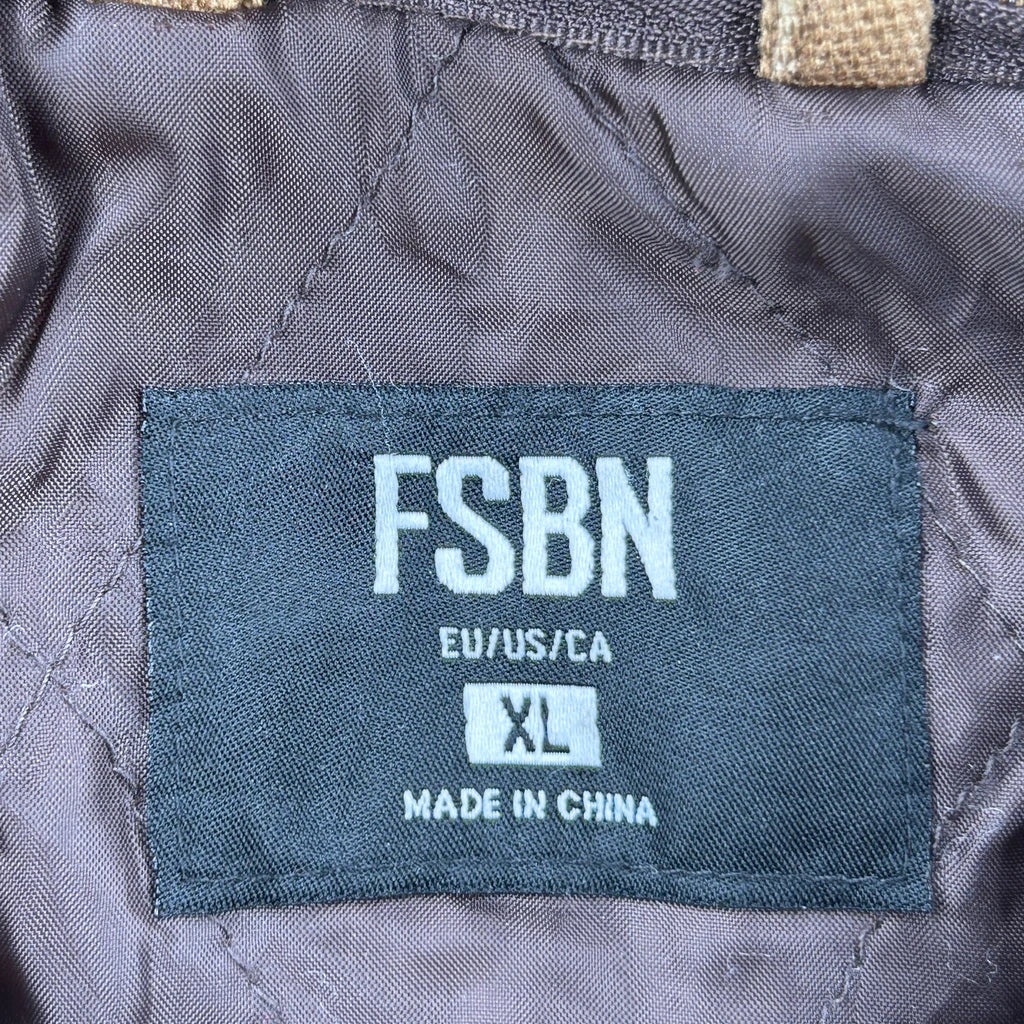 FSBN
EU/US/CA
XL
MADE IN CHINA